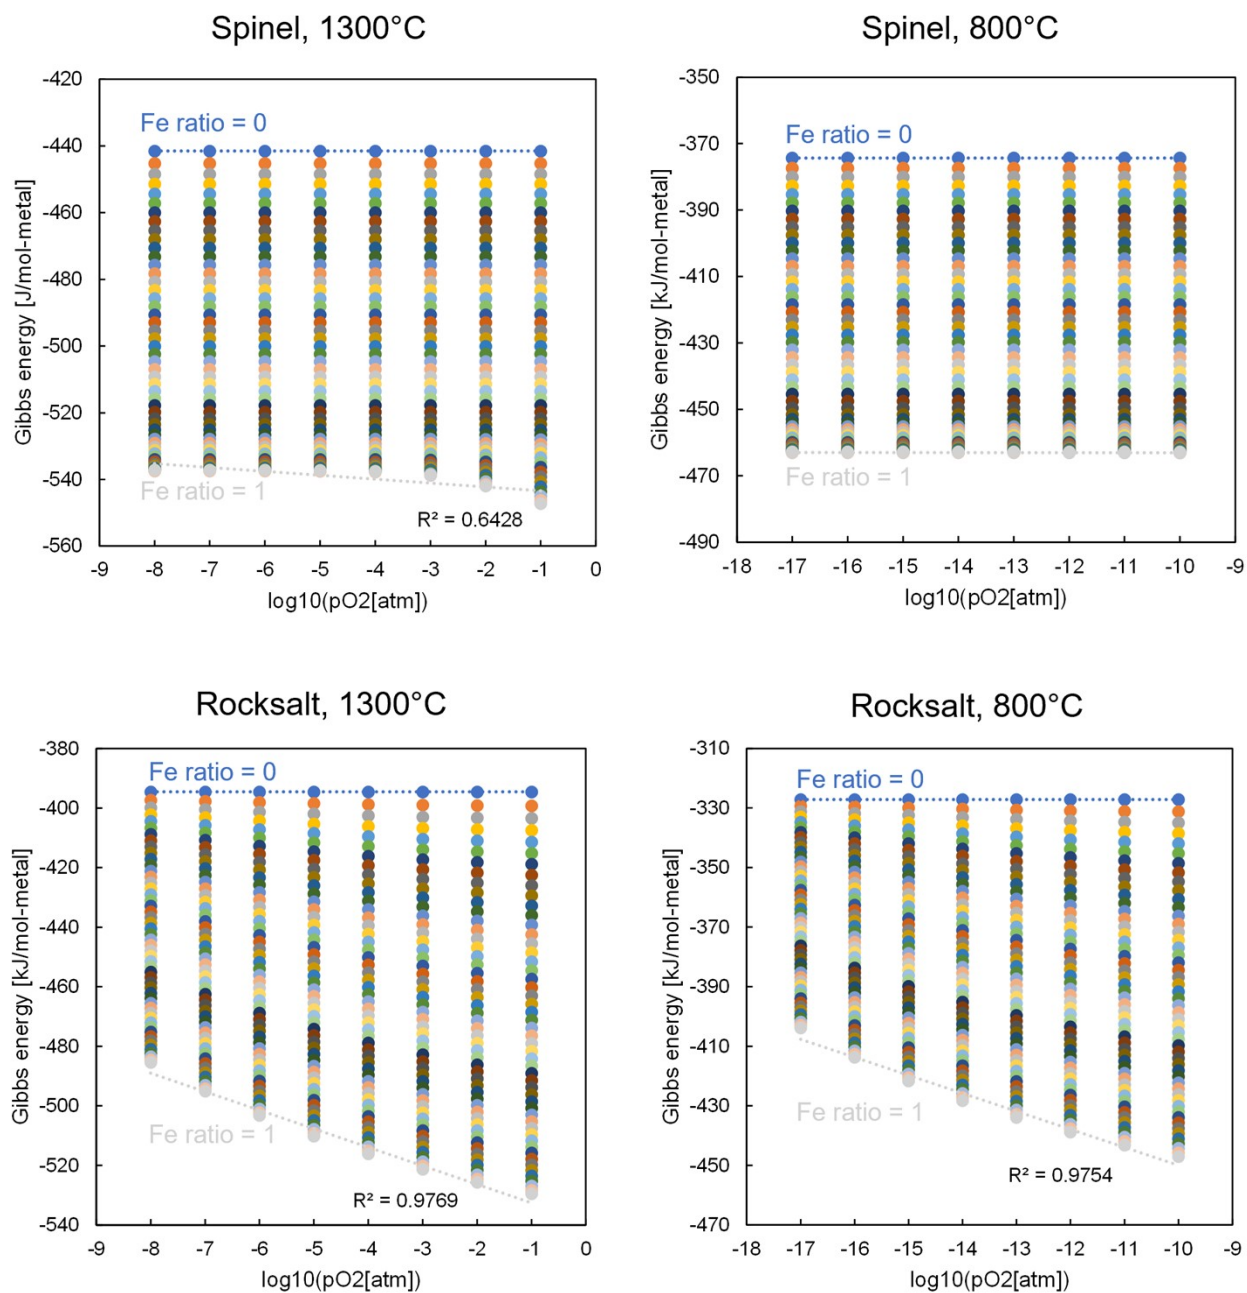 Spinel, 1300°C
Gibbs energy [J/mol-metal]
-420
-440
-460
-480
-500
-520
-540
-560
Fe ratio = 0
Fe ratio = 1
R² = 0.6428
-9 -8 -7 -6 -5 -4 -3 -2 -1 0
log10(pO2[atm])
Spinel, 800°C
Gibbs energy [kJ/mol-metal]
-350
-370
-390
-410
-430
-450
-470
-490
Fe ratio = 0
Fe ratio = 1
-18 -17 -16 -15 -14 -13 -12 -11 -10 -9
log10(pO2[atm])
Rocksalt, 1300°C
Gibbs energy [kJ/mol-metal]
-380
-400
-420
-440
-460
-480
-500
-520
-540
Fe ratio = 0
Fe ratio = 1
R² = 0.9769
-9 -8 -7 -6 -5 -4 -3 -2 -1 0
log10(pO2[atm])
Rocksalt, 800°C
Gibbs energy [kJ/mol-metal]
-310
-330
-350
-370
-390
-410
-430
-450
-470
Fe ratio = 0
Fe ratio = 1
R² = 0.9754
-18 -17 -16 -15 -14 -13 -12 -11 -10 -9
log10(pO2[atm])